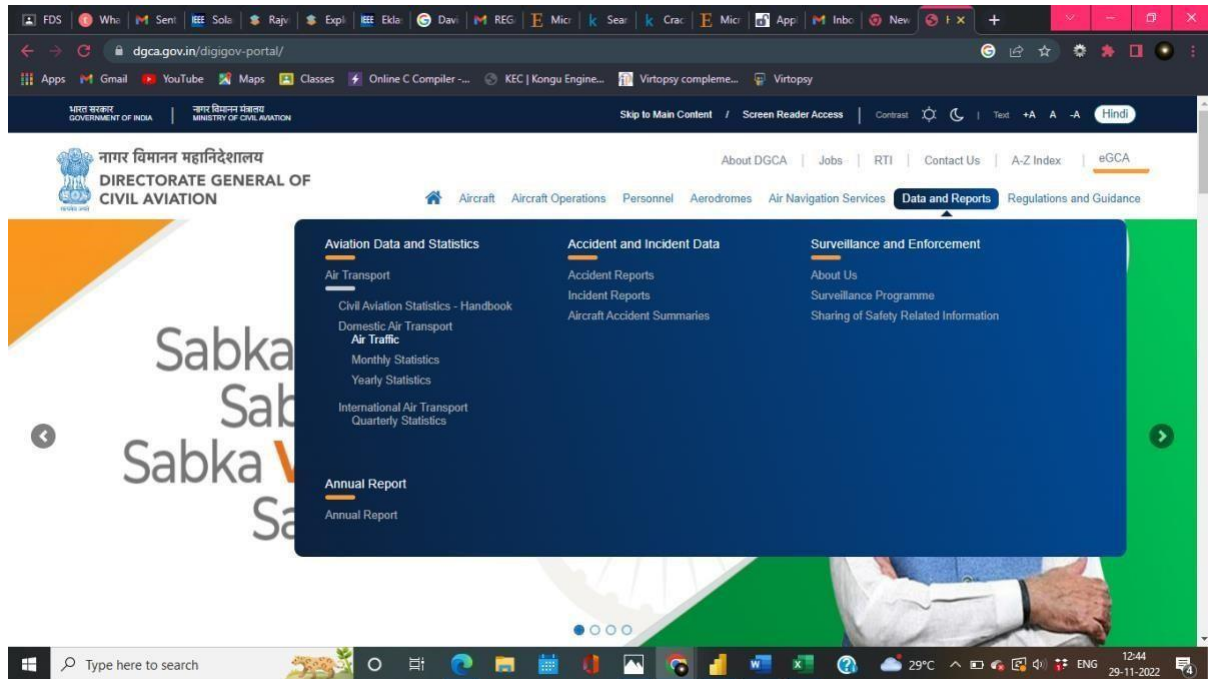 FDS Wha Sent Sola Rajv Expl Ekla Davi REG Micr Sear Crac Micr Appl Inbo New
dgca.gov.in/digigov-portal/
Apps Gmail YouTube Maps Classes Online C Compiler -... KEC | Kongu Engine... Virtopsy compleme... Virtopsy
भारत सरकार
GOVERNMENT OF INDIA
नागर विमानन मंत्रालय
MINISTRY OF CIVIL AVIATION
Skip to Main Content / Screen Reader Access Contrast Text +A A -A Hindi
नागर विमानन महानिदेशालय
DIRECTORATE GENERAL OF
CIVIL AVIATION
About DGCA | Jobs | RTI | Contact Us | A-Z Index | eGCA
Aircraft Aircraft Operations Personnel Aerodromes Air Navigation Services Data and Reports Regulations and Guidance
Aviation Data and Statistics
Air Transport
Civil Aviation Statistics - Handbook
Domestic Air Transport
Air Traffic
Monthly Statistics
Yearly Statistics
International Air Transport
Quarterly Statistics
Annual Report
Annual Report
Accident and Incident Data
Accident Reports
Incident Reports
Aircraft Accident Summaries
Surveillance and Enforcement
About Us
Surveillance Programme
Sharing of Safety Related Information
Sabka
Sab
Sabka V
Sa
Type here to search
29°C ENG 12:44
29-11-2022
4